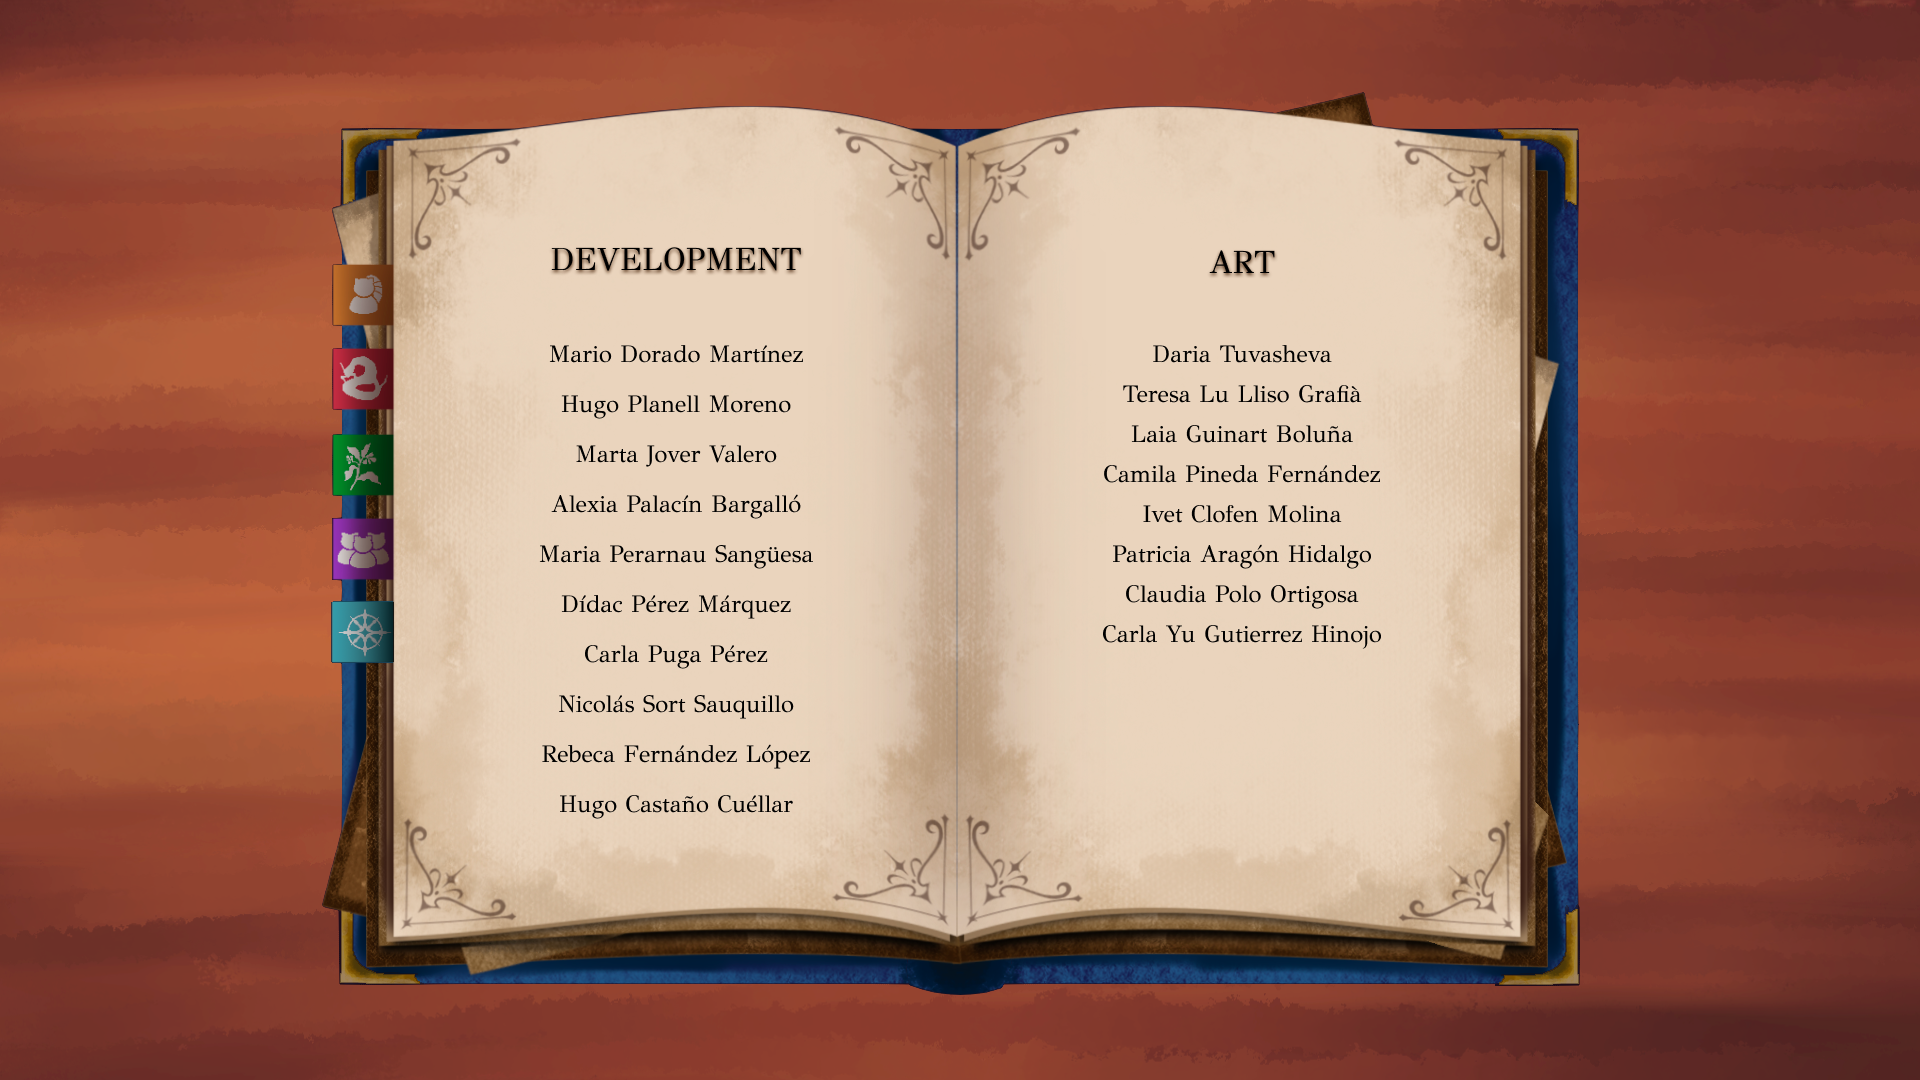 DEVELOPMENT
Mario Dorado Martínez
Hugo Planell Moreno
Marta Jover Valero
Alexia Palacín Bargalló
Maria Perarnau Sangüesa
Dídac Pérez Márquez
Carla Puga Pérez
Nicolás Sort Sauquillo
Rebeca Fernández López
Hugo Castaño Cuéllar
ART
Daria Tuvasheva
Teresa Lu Lliso Grafià
Laia Guinart Boluña
Camila Pineda Fernández
Ivet Clofen Molina
Patricia Aragón Hidalgo
Claudia Polo Ortigosa
Carla Yu Gutierrez Hinojo